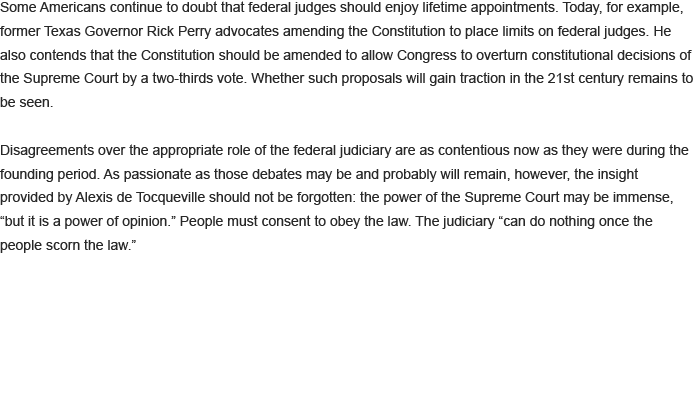 Some Americans continue to doubt that federal judges should enjoy lifetime appointments. Today, for example,
former Texas Governor Rick Perry advocates amending the Constitution to place limits on federal judges. He
also contends that the Constitution should be amended to allow Congress to overturn constitutional decisions of
the Supreme Court by a two-thirds vote. Whether such proposals will gain traction in the 21st century remains to
be seen.
Disagreements over the appropriate role of the federal judiciary are as contentious now as they were during the
founding period. As passionate as those debates may be and probably will remain, however, the insight
provided by Alexis de Tocqueville should not be forgotten: the power of the Supreme Court may be immense,
“but it is a power of opinion.” People must consent to obey the law. The judiciary “can do nothing once the
people scorn the law.”